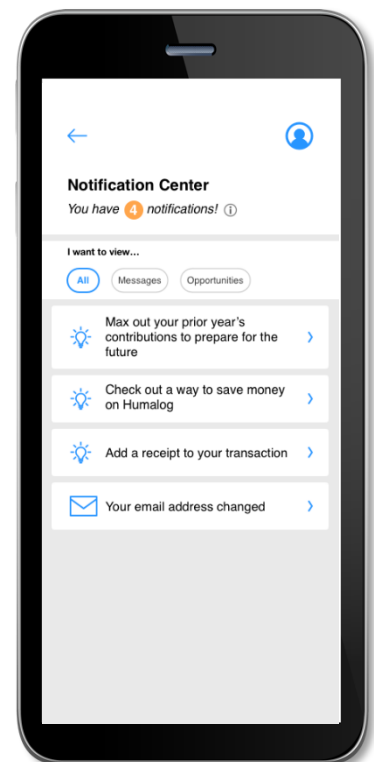 Notification Center
You have 4 notifications!
I want to view...
All Messages Opportunities
Max out your prior year's
contributions to prepare for the
future
Check out a way to save money
on Humalog
Add a receipt to your transaction
Your email address changed